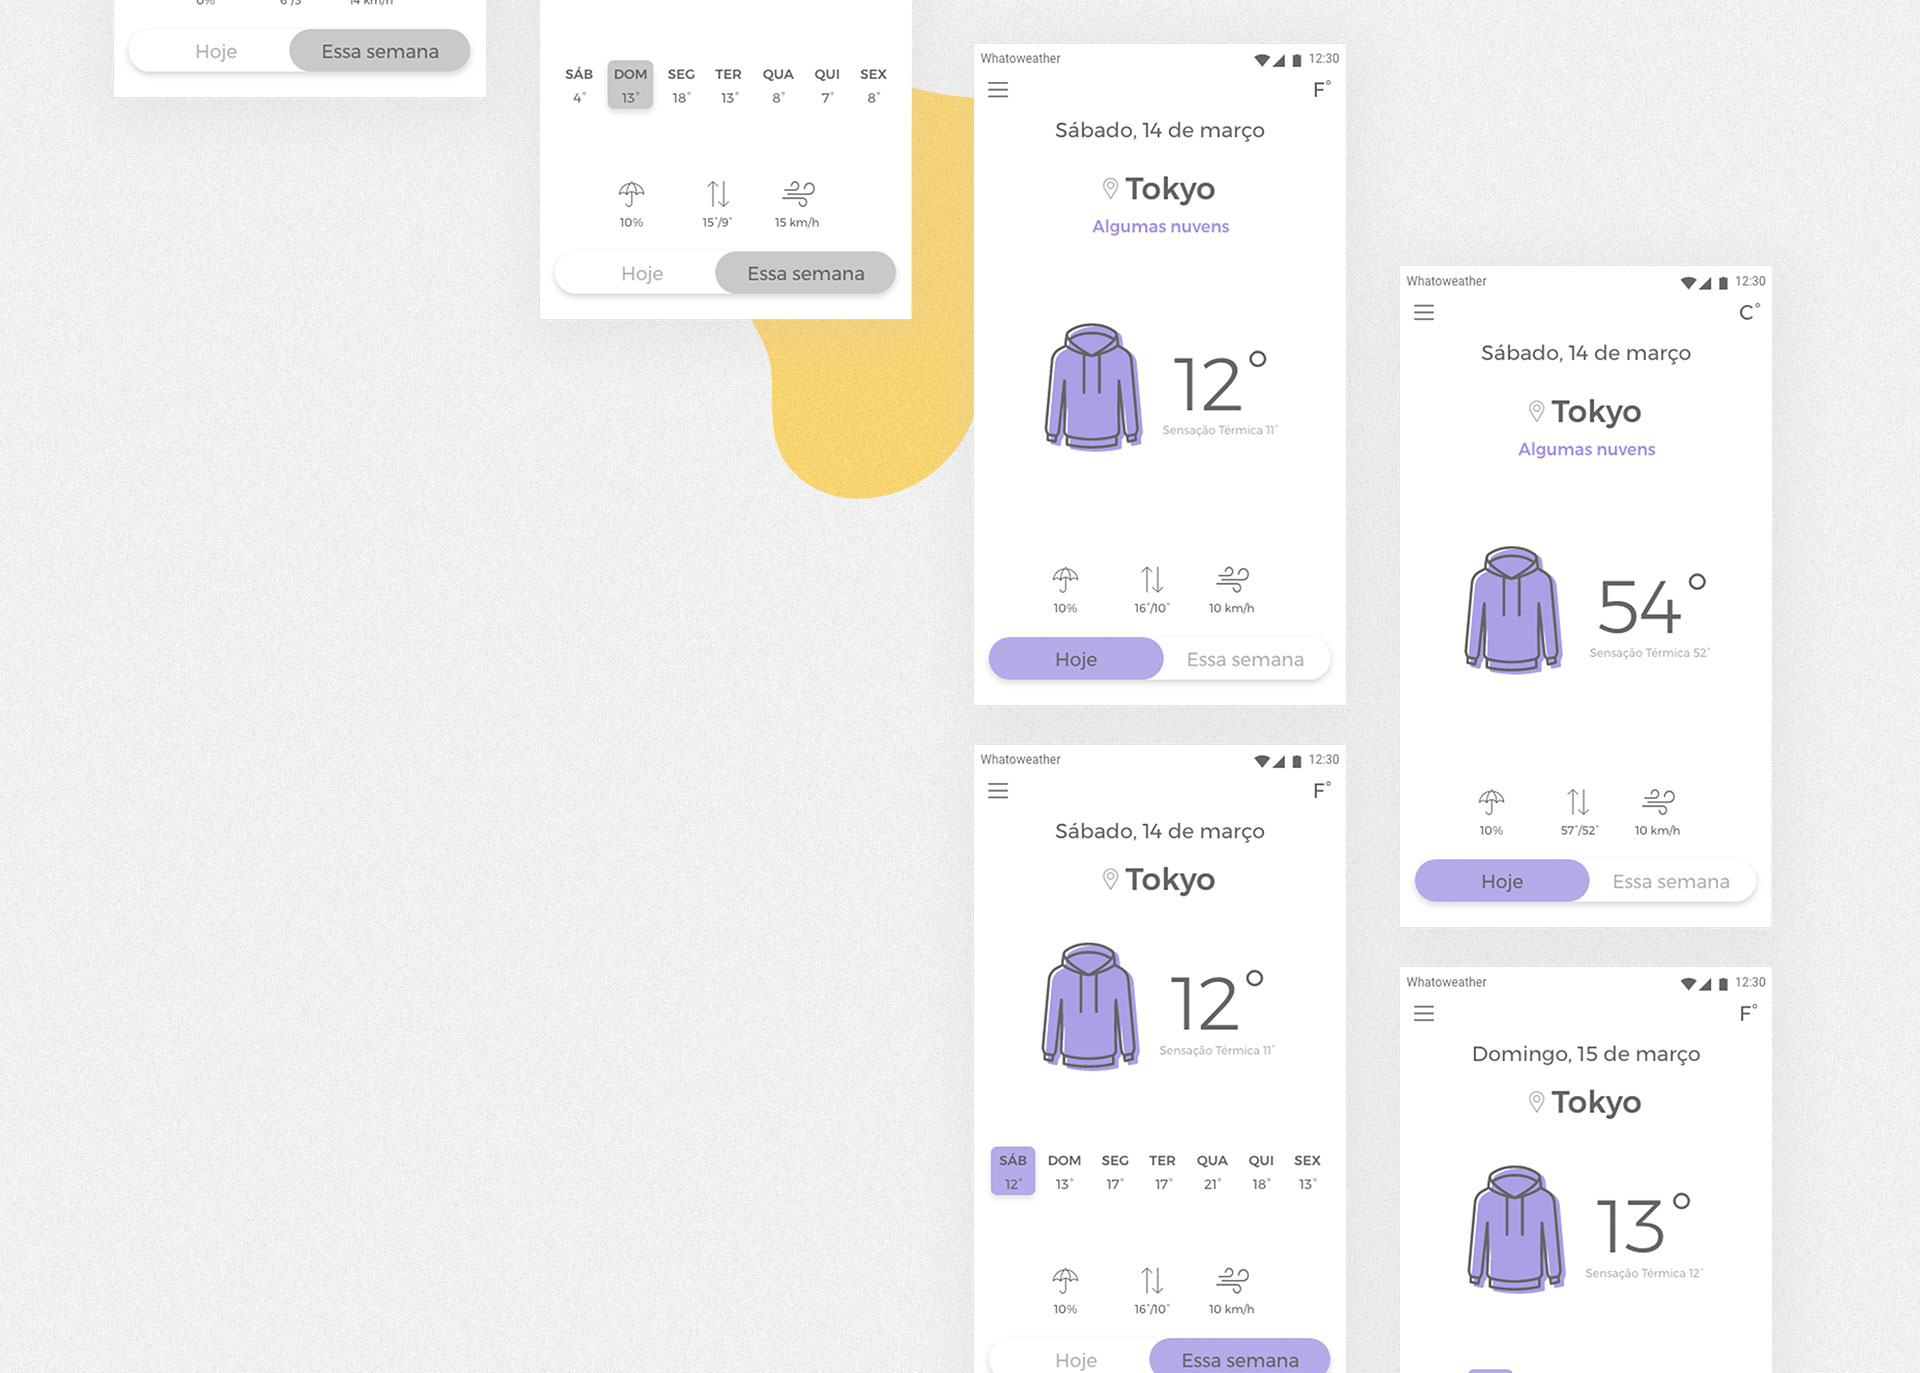 0% 6°/3° 14 km/h
Hoje Essa semana
SÁB DOM SEG TER QUA QUI SEX
4° 13° 18° 13° 8° 7° 8°
10% 15°/9° 15 km/h
Hoje Essa semana
Whatoweather 12:30
F°
Sábado, 14 de março
Tokyo
Algumas nuvens
12°
Sensação Térmica 11°
10% 16°/10° 10 km/h
Hoje Essa semana
Whatoweather 12:30
F°
Sábado, 14 de março
Tokyo
12°
Sensação Térmica 11°
SÁB DOM SEG TER QUA QUI SEX
12° 13° 17° 17° 21° 18° 13°
10% 16°/10° 10 km/h
Hoje Essa semana
Whatoweather 12:30
C°
Sábado, 14 de março
Tokyo
Algumas nuvens
54°
Sensação Térmica 52°
10% 57°/52° 10 km/h
Hoje Essa semana
Whatoweather 12:30
F°
Domingo, 15 de março
Tokyo
13°
Sensação Térmica 12°